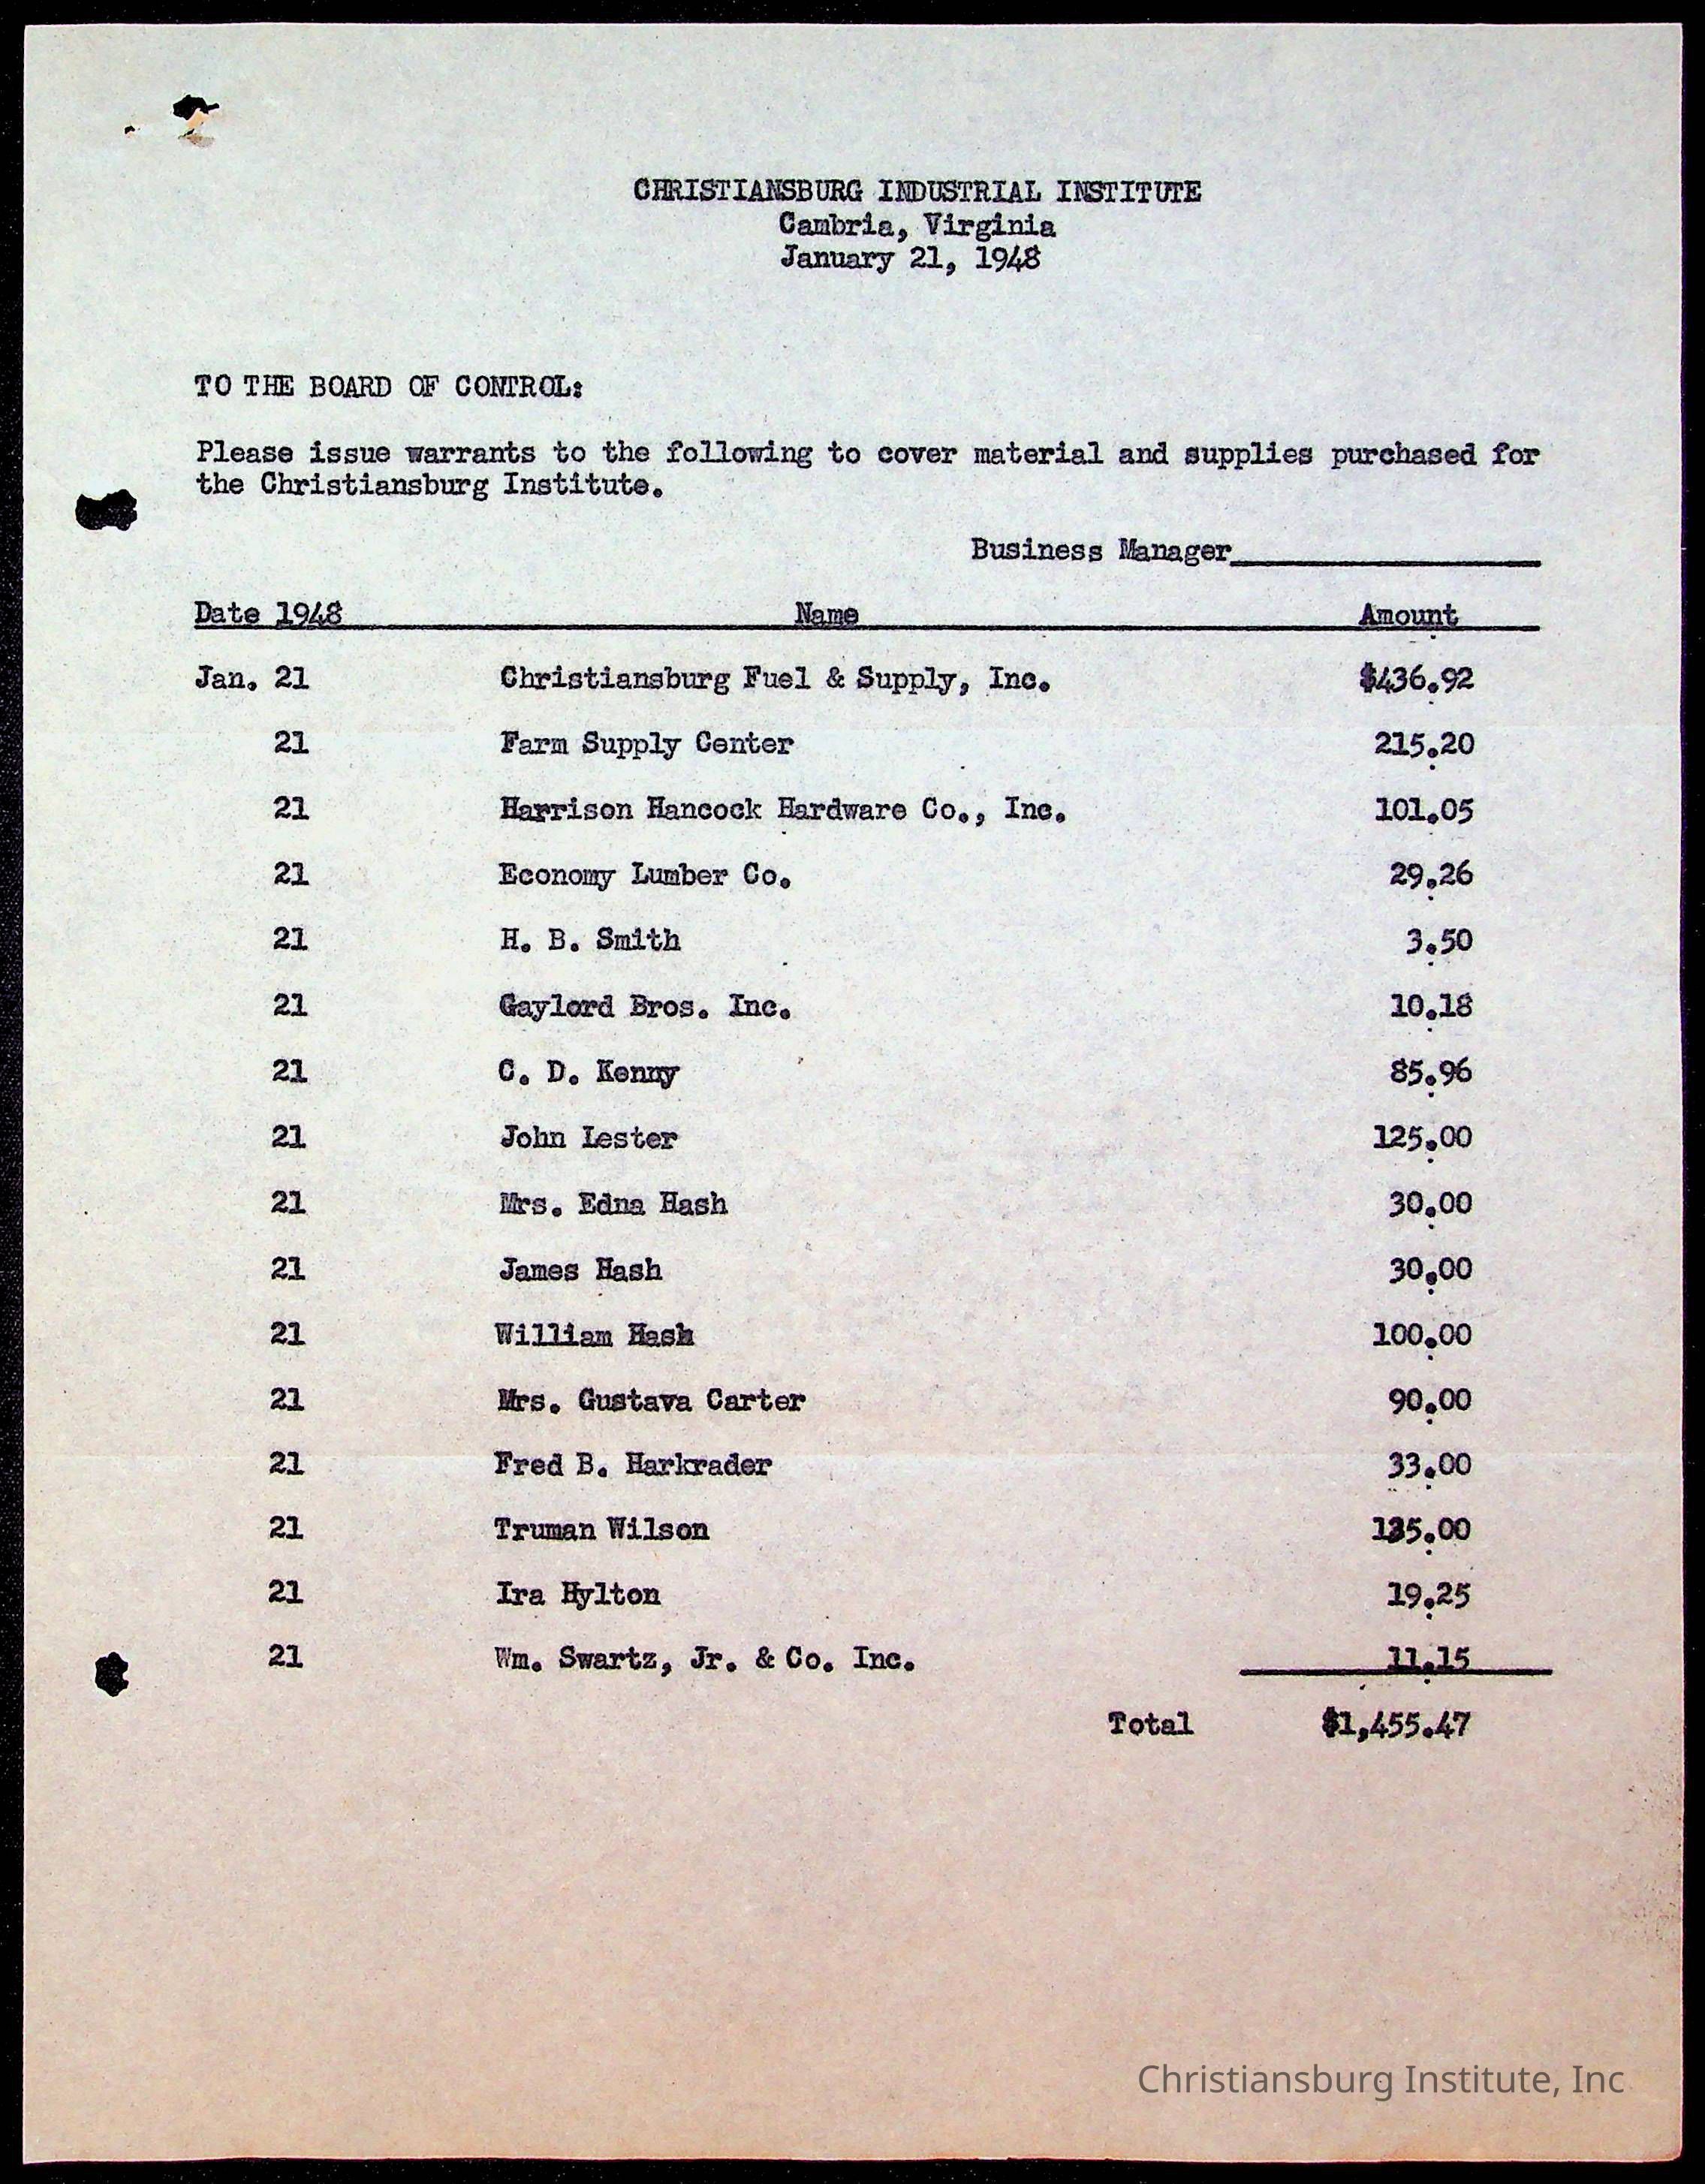 CHRISTIANSBURG INDUSTRIAL INSTITUTE
Cambria, Virginia
January 21, 1948
TO THE BOARD OF CONTROL:
Please issue warrants to the following to cover material and supplies purchased for
the Christiansburg Institute.
Business Manager
Date 1948 Name Amount
Jan. 21 Christiansburg Fuel & Supply, Inc. $436.92
21 Farm Supply Center 215.20
21 Harrison Hancock Hardware Co., Inc. 101.05
21 Economy Lumber Co. 29.26
21 H. B. Smith 3.50
21 Gaylord Bros. Inc. 10.18
21 C. D. Kenny 85.96
21 John Lester 125.00
21 Mrs. Edna Hash 30.00
21 James Hash 30.00
21 William Hash 100.00
21 Mrs. Gustava Carter 90.00
21 Fred B. Harkrader 33.00
21 Truman Wilson 135.00
21 Ira Hylton 19.25
21 Wm. Swartz, Jr. & Co. Inc. 11.15
Total $1,455.47
Christiansburg Institute, Inc